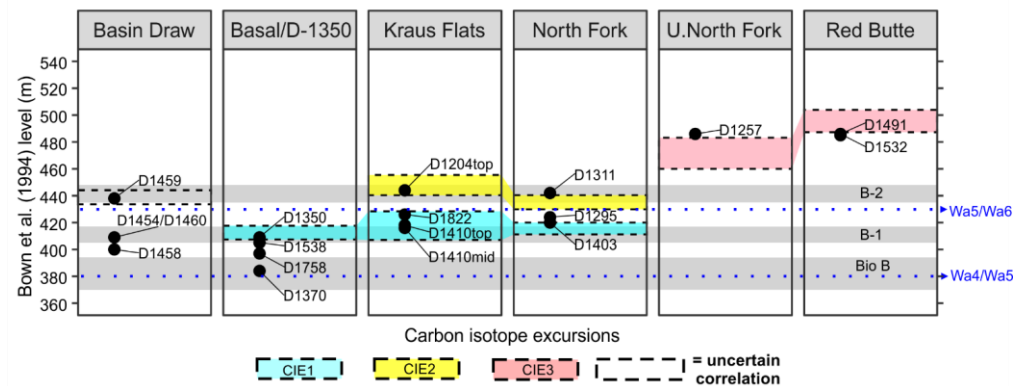 Basin Draw
Basal/D-1350
Kraus Flats
North Fork
U.North Fork
Red Butte
Bown et al. (1994) level (m)
540
520
500
480
460
440
420
400
380
360
D1459
D1454/D1460
D1458
D1350
D1538
D1758
D1370
D1204top
D1822
D1410top
D1410mid
D1311
D1295
D1403
D1257
D1491
D1532
B-2
Wa5/Wa6
B-1
Bio B
Wa4/Wa5
Carbon isotope excursions
CIE1
CIE2
CIE3
= uncertain
correlation